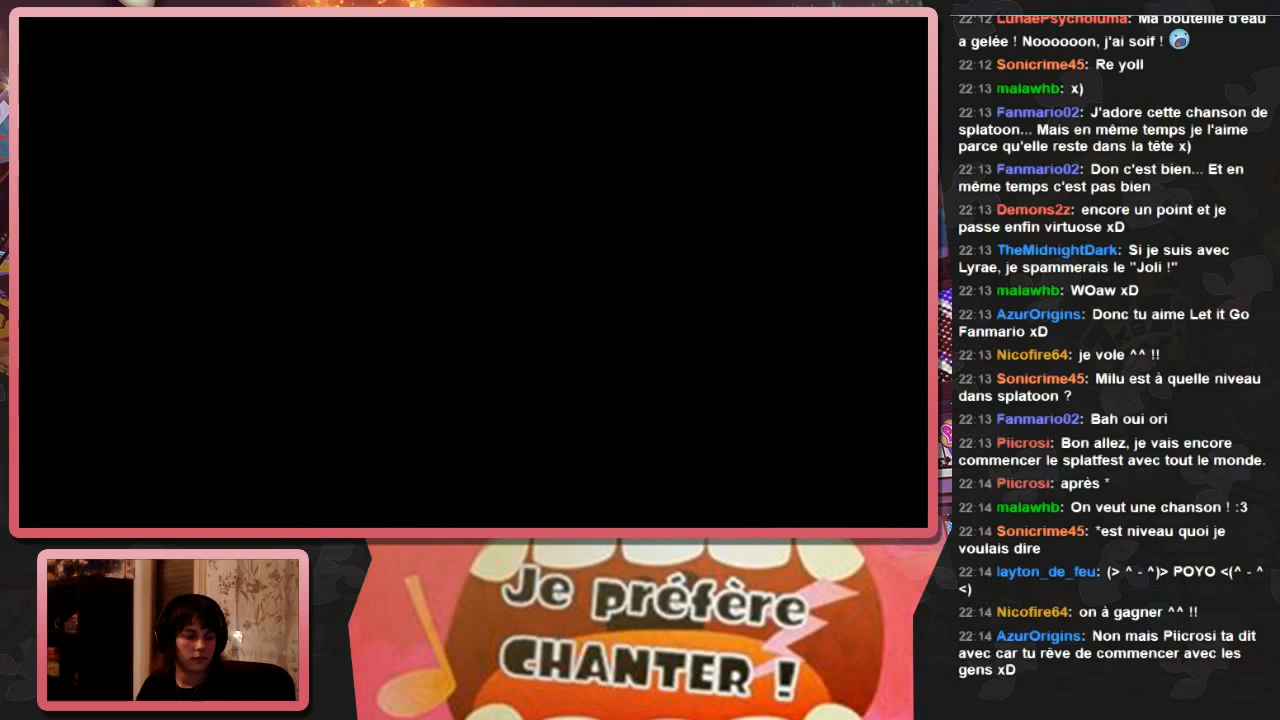 22:12 LunaePsycholuma: Ma bouteille d'eau
a gelée ! Noooooon, j'ai soif !
22:12 Sonicrime45: Re yoll
22:13 malawhb: x)
22:13 Fanmario02: J'adore cette chanson de
splatoon... Mais en même temps je l'aime
parce qu'elle reste dans la tête x)
22:13 Fanmario02: Don c'est bien... Et en
même temps c'est pas bien
22:13 Demons2z: encore un point et je
passe enfin virtuose xD
22:13 TheMidnightDark: Si je suis avec
Lyrae, je spammerais le "Joli !"
22:13 malawhb: WOaw xD
22:13 AzurOrigins: Donc tu aime Let it Go
Fanmario xD
22:13 Nicofire64: je vole ^^ !!
22:13 Sonicrime45: Milu est à quelle niveau
dans splatoon ?
22:13 Fanmario02: Bah oui ori
22:13 Piicrosi: Bon allez, je vais encore
commencer le splatfest avec tout le monde.
22:14 Piicrosi: après *
22:14 malawhb: On veut une chanson ! :3
22:14 Sonicrime45: *est niveau quoi je
voulais dire
22:14 layton_de_feu: (> ^ - ^)> POYO <(^ - ^
<)
22:14 Nicofire64: on à gagner ^^ !!
22:14 AzurOrigins: Non mais Piicrosi ta dit
avec car tu rêve de commencer avec les
gens xD
Je préfère
CHANTER !